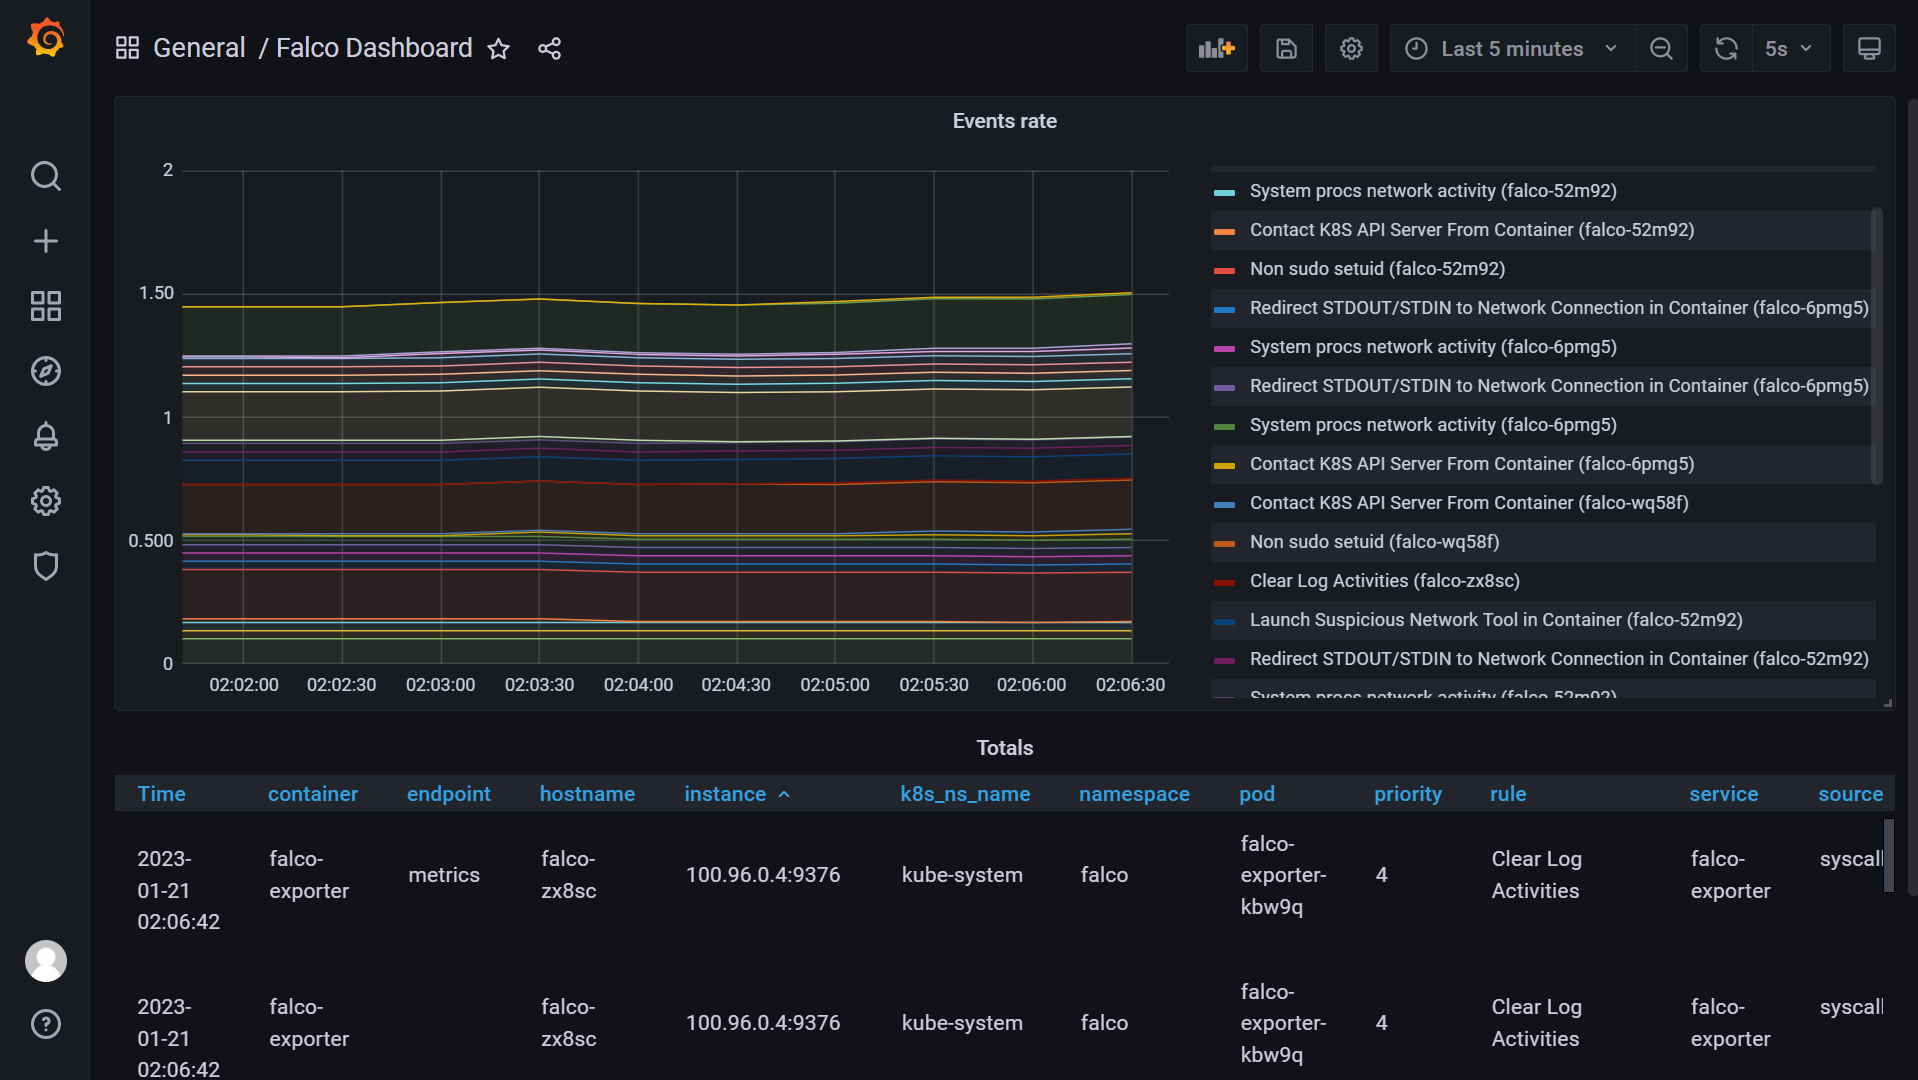 General / Falco Dashboard
Last 5 minutes
5s
Events rate
2
1.50
1
0.500
0
02:02:00 02:02:30 02:03:00 02:03:30 02:04:00 02:04:30 02:05:00 02:05:30 02:06:00 02:06:30
System procs network activity (falco-52m92)
Contact K8S API Server From Container (falco-52m92)
Non sudo setuid (falco-52m92)
Redirect STDOUT/STDIN to Network Connection in Container (falco-6pmg5)
System procs network activity (falco-6pmg5)
Redirect STDOUT/STDIN to Network Connection in Container (falco-6pmg5)
System procs network activity (falco-6pmg5)
Contact K8S API Server From Container (falco-6pmg5)
Contact K8S API Server From Container (falco-wq58f)
Non sudo setuid (falco-wq58f)
Clear Log Activities (falco-zx8sc)
Launch Suspicious Network Tool in Container (falco-52m92)
Redirect STDOUT/STDIN to Network Connection in Container (falco-52m92)
System procs network activity (falco-52m92)
Totals
Time container endpoint hostname instance k8s_ns_name namespace pod priority rule service source
2023-
01-21
02:06:42
falco-
exporter
metrics
falco-
zx8sc
100.96.0.4:9376
kube-system
falco
falco-
exporter-
kbw9q
4
Clear Log
Activities
falco-
exporter
syscall
2023-
01-21
02:06:42
falco-
exporter
falco-
zx8sc
100.96.0.4:9376
kube-system
falco
falco-
exporter-
kbw9q
4
Clear Log
Activities
falco-
exporter
syscall